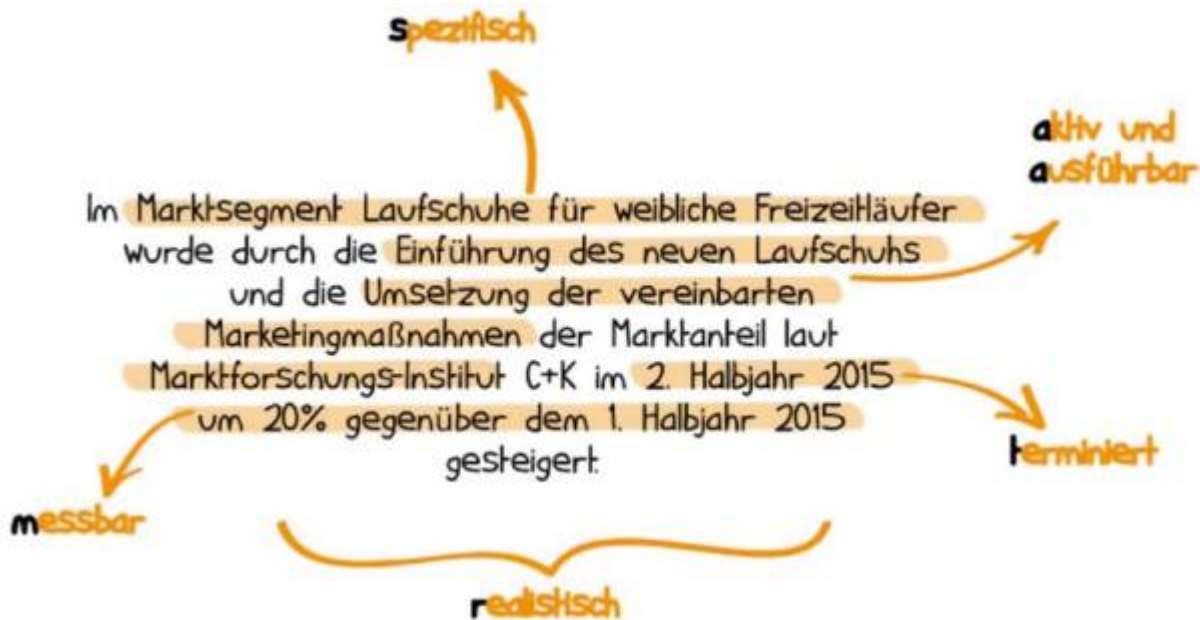 spezifisch
aktiv und
ausführbar
Im Marktsegment Laufschuhe für weibliche Freizeitläufer
wurde durch die Einführung des neuen Laufschuhs
und die Umsetzung der vereinbarten
Marketingmaßnahmen der Marktanteil laut
Marktforschungs-Institut C+K im 2. Halbjahr 2015
um 20% gegenüber dem 1. Halbjahr 2015
gesteigert.
terminiert
messbar
realistisch